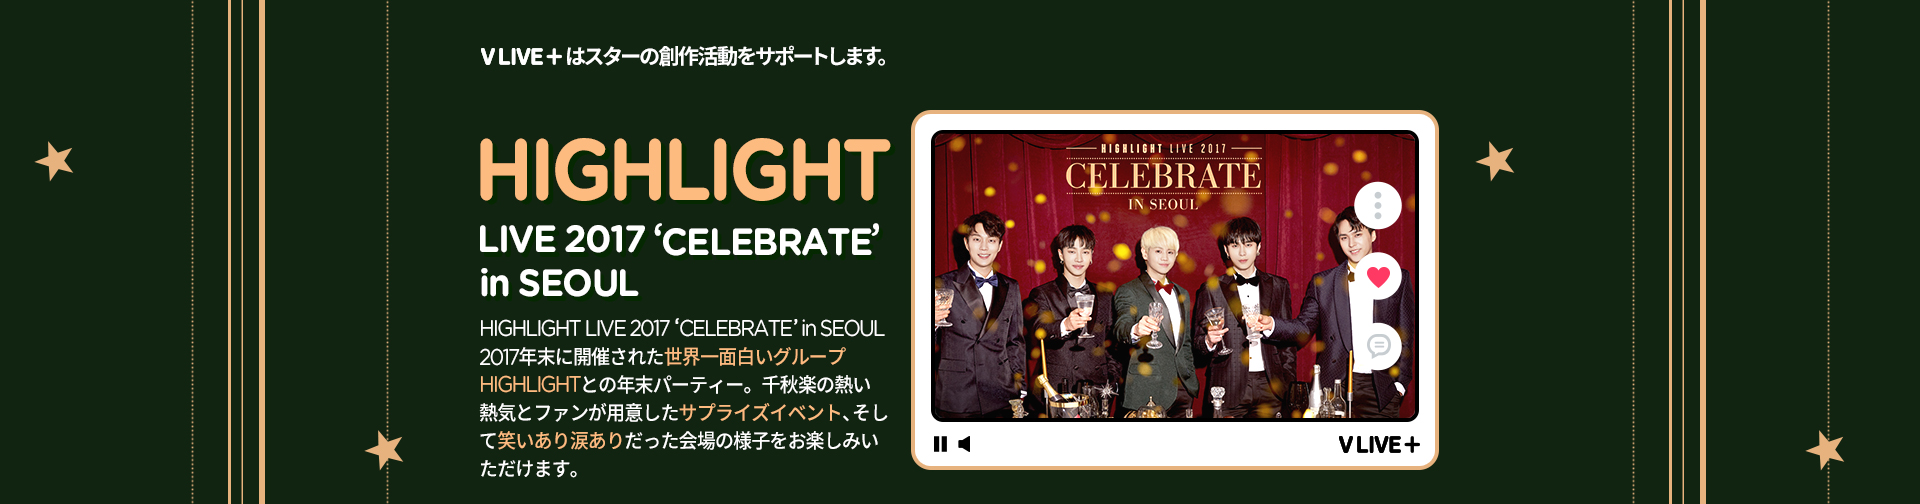 V LIVE+はスターの創作活動をサポートします。
HIGHLIGHT
LIVE 2017 ‘CELEBRATE’
in SEOUL
HIGHLIGHT LIVE 2017 ‘CELEBRATE’ in SEOUL
2017年末に開催された世界一面白いグループ
HIGHLIGHTとの年末パーティー。千秋楽の熱い
熱気とファンが用意したサプライズイベント、そし
て笑いあり涙ありだった会場の様子をお楽しみい
ただけます。
HIGHLIGHT LIVE 2017
CELEBRATE
IN SEOUL
V LIVE+